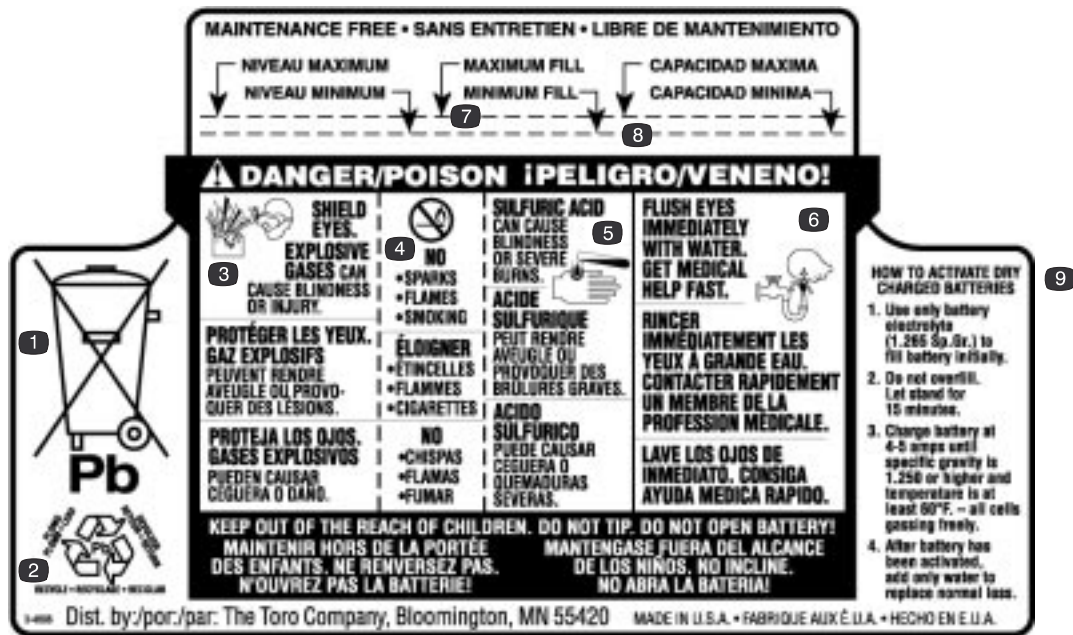 MAINTENANCE FREE • SANS ENTRETIEN • LIBRE DE MANTENIMIENTO
NIVEAU MAXIMUM
MAXIMUM FILL
CAPACIDAD MAXIMA
NIVEAU MINIMUM
MINIMUM FILL
CAPACIDAD MINIMA
7
8
DANGER/POISON ¡PELIGRO/VENENO!
SHIELD
EYES.
EXPLOSIVE
GASES CAN
CAUSE BLINDNESS
OR INJURY.
3
PROTÉGER LES YEUX.
GAZ EXPLOSIFS
PEUVENT RENDRE
AVEUGLE OU PROVO-
QUER DES LÉSIONS.
PROTEJA LOS OJOS.
GASES EXPLOSIVOS
PUEDEN CAUSAR
CEGUERA O DANO.
4
NO
•SPARKS
•FLAMES
•SMOKING
ÉLOIGNER
•ÉTINCELLES
•FLAMMES
•CIGARETTES
NO
•CHISPAS
•FLAMAS
•FUMAR
SULFURIC ACID
CAN CAUSE
BLINDNESS
OR SEVERE
BURNS.
5
ACIDE
SULFURIQUE
PEUT RENDRE
AVEUGLE OU
PROVOQUER DES
BRÛLURES GRAVES.
ACIDO
SULFURICO
PUEDE CAUSAR
CEGUERA O
QUEMADURAS
SEVERAS.
FLUSH EYES
IMMEDIATELY
WITH WATER.
GET MEDICAL
HELP FAST.
6
RINCER
IMMÉDIATEMENT LES
YEUX À GRANDE EAU.
CONTACTER RAPIDEMENT
UN MEMBRE DE LA
PROFESSION MÉDICALE.
LAVE LOS OJOS DE
INMEDIATO. CONSIGA
AYUDA MEDICA RAPIDO.
KEEP OUT OF THE REACH OF CHILDREN. DO NOT TIP. DO NOT OPEN BATTERY!
MAINTENIR HORS DE LA PORTÉE
DES ENFANTS. NE RENVERSEZ PAS.
N'OUVREZ PAS LA BATTERIE!
MANTENGASE FUERA DEL ALCANCE
DE LOS NIÑOS, NO INCLINE.
NO ABRA LA BATERIA!
1
Pb
2
RECYCLE • RECYCLAGE • RECICLAR
9
HOW TO ACTIVATE DRY
CHARGED BATTERIES
1. Use only battery
electrolyte
(1.265 Sp.Gr.) to
fill battery initially.
2. Do not overfill.
Let stand for
15 minutes.
3. Charge battery at
4-5 amps until
specific gravity is
1.250 or higher and
temperature is at
least 60°F. – all cells
gassing freely.
4. After battery has
been activated,
add only water to
replace normal loss.
Dist. by:/por:/par: The Toro Company, Bloomington, MN 55420
MADE IN U.S.A. • FABRIQUE AUX É.U.A. • HECHO EN E.U.A.